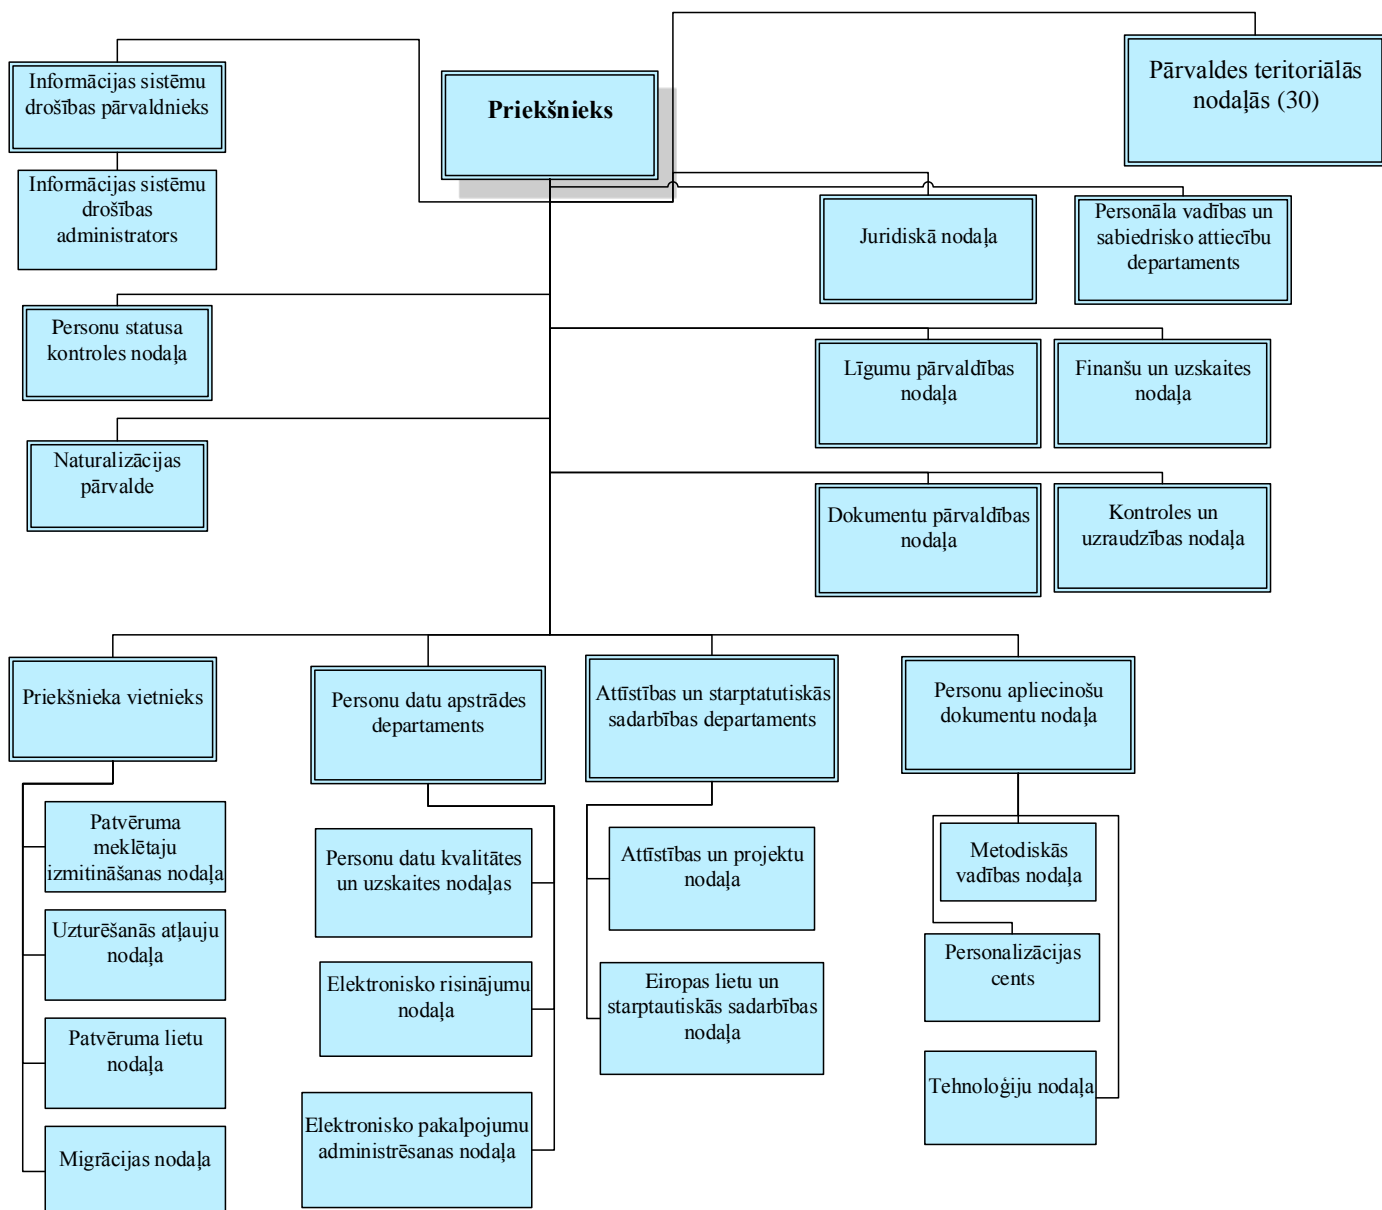 Informācijas sistēmu
drošības pārvaldnieks
Priekšnieks
Pārvaldes teritoriālās
nodaļās (30)
Informācijas sistēmu
drošības
administrators
Juridiskā nodaļa
Personāla vadības un
sabiedrisko attiecību
departaments
Personu statusa
kontroles nodaļa
Līgumu pārvaldības
nodaļa
Finanšu un uzskaites
nodaļa
Naturalizācijas
pārvalde
Dokumentu pārvaldības
nodaļa
Kontroles un
uzraudzības nodaļa
Priekšnieka vietnieks
Personu datu apstrādes
departaments
Attīstības un starptatutiskās
sadarbības departaments
Personu apliecinošu
dokumentu nodaļa
Patvēruma
meklētaju
izmitināšanas nodaļa
Uzturēšanās atļauju
nodaļa
Patvēruma lietu
nodaļa
Migrācijas nodaļa
Personu datu kvalitātes
un uzskaites nodaļas
Elektronisko risinājumu
nodaļa
Elektronisko pakalpojumu
administrēsanas nodaļa
Attīstības un projektu
nodaļa
Eiropas lietu un
starptautiskās sadarbības
nodaļa
Metodiskās
vadības nodaļa
Personalizācijas
cents
Tehnoloģiju nodaļa